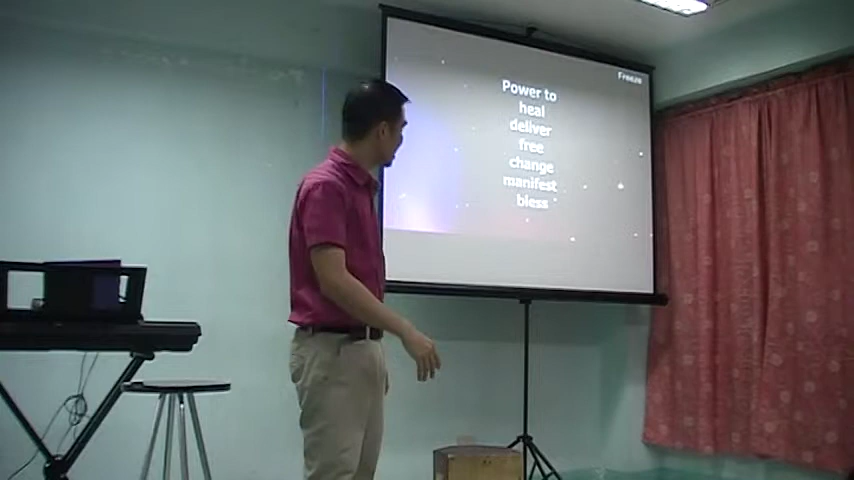 Freeze
Power to
heal
deliver
free
change
manifest
bless